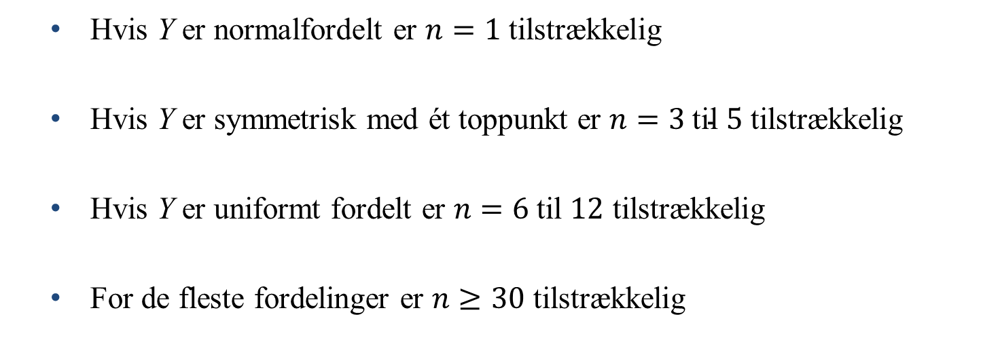 • Hvis Y er normalfordelt er n = 1 tilstrækkelig
• Hvis Y er symmetrisk med ét toppunkt er n = 3 til 5 tilstrækkelig
• Hvis Y er uniformt fordelt er n = 6 til 12 tilstrækkelig
• For de fleste fordelinger er n ≥ 30 tilstrækkelig